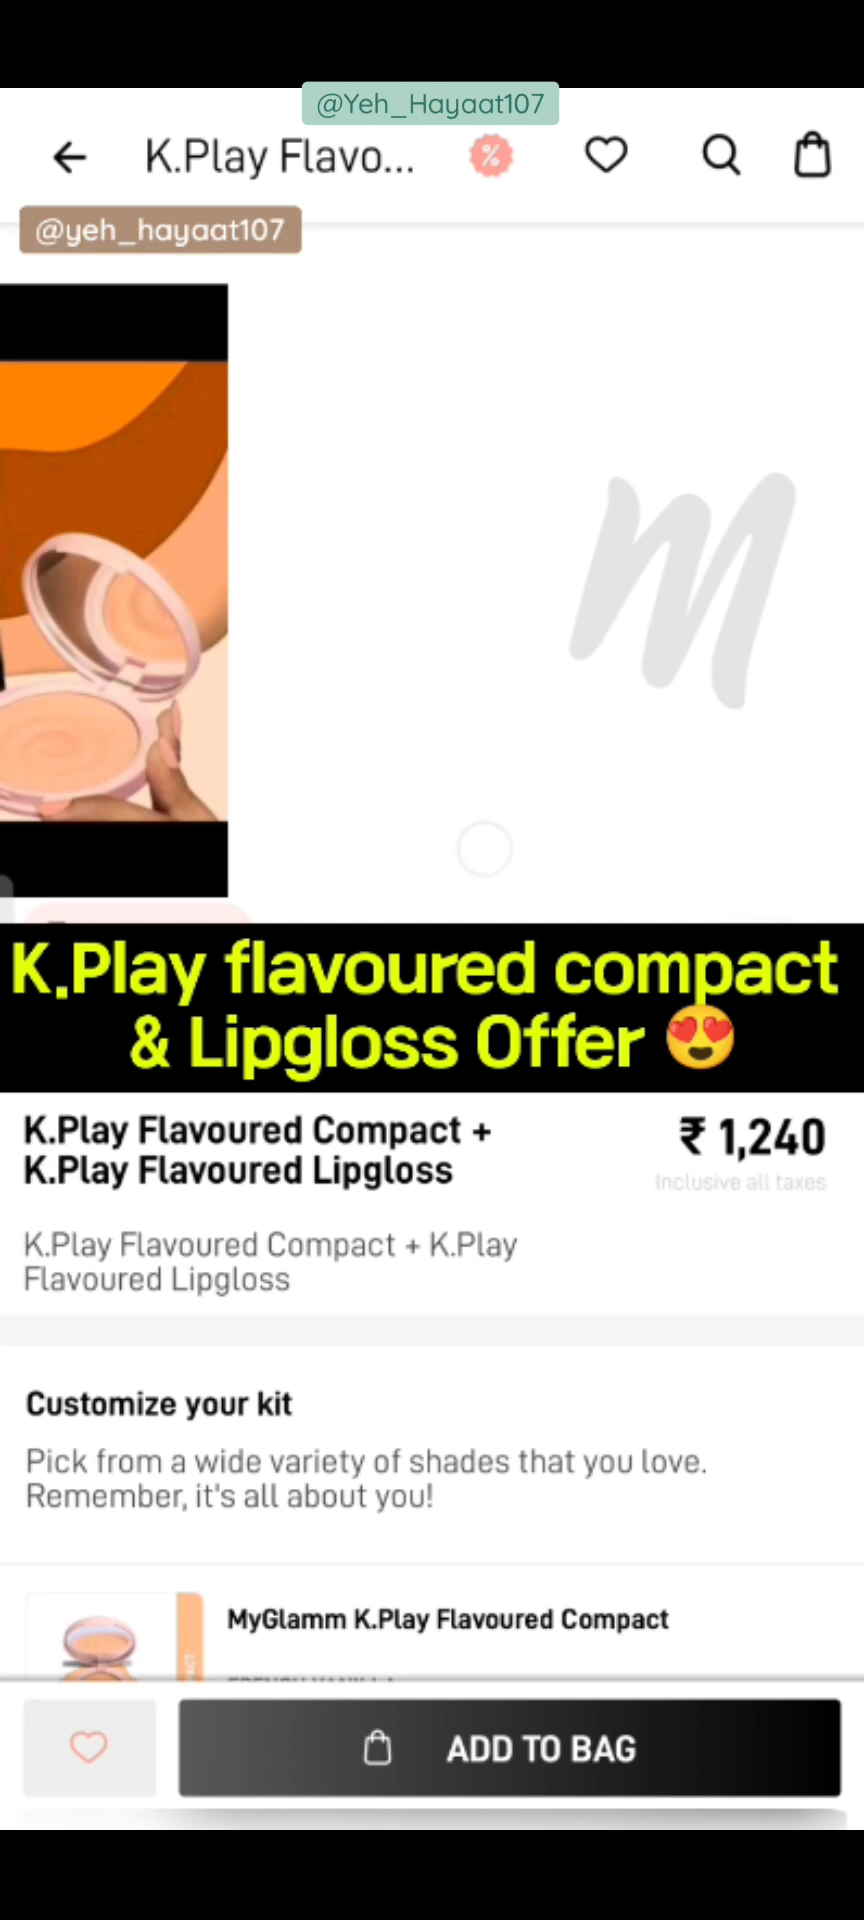 @Yeh_Hayaat107
K.Play Flavo...
@yeh_hayaat107
K.Play flavoured compact
& Lipgloss Offer 😍
K.Play Flavoured Compact +
K.Play Flavoured Lipgloss
₹ 1,240
Inclusive all taxes
K.Play Flavoured Compact + K.Play
Flavoured Lipgloss
Customize your kit
Pick from a wide variety of shades that you love.
Remember, it's all about you!
MyGlamm K.Play Flavoured Compact
ADD TO BAG